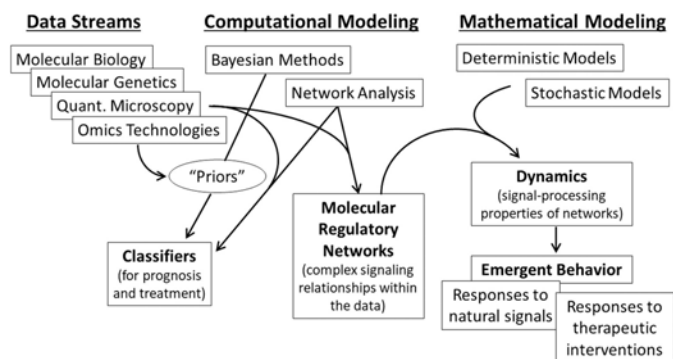 Data Streams
Computational Modeling
Mathematical Modeling
Molecular Biology
Molecular Genetics
Quant. Microscopy
Omics Technologies
Bayesian Methods
Network Analysis
Deterministic Models
Stochastic Models
“Priors”
Classifiers
(for prognosis
and treatment)
Molecular
Regulatory
Networks
(complex signaling
relationships within
the data)
Dynamics
(signal-processing
properties of networks)
Emergent Behavior
Responses to
natural signals
Responses to
therapeutic
interventions